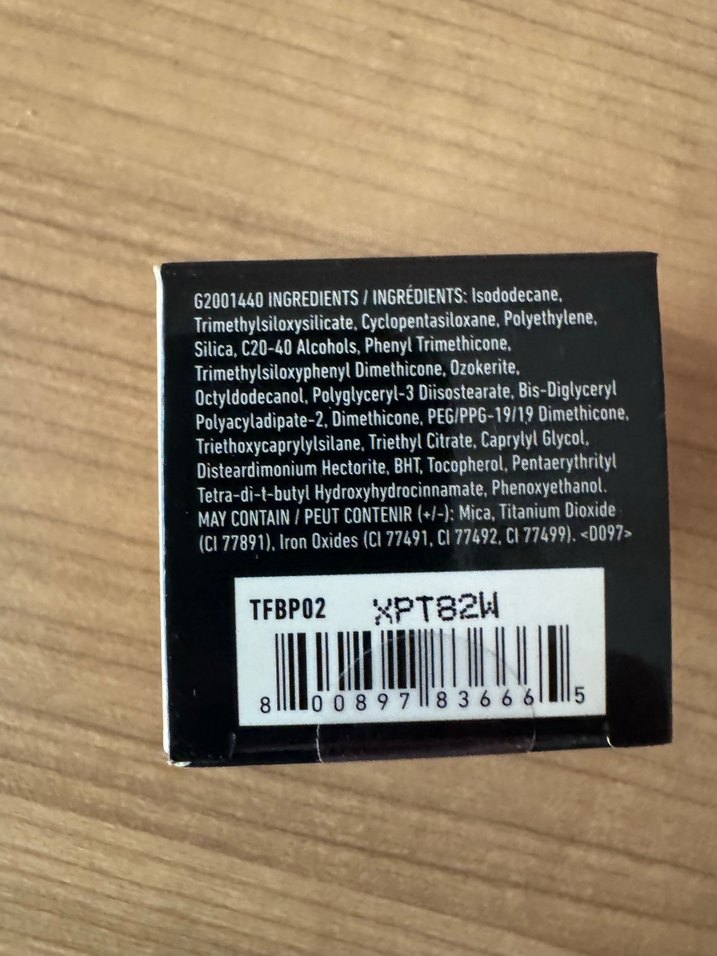 G2001440 INGREDIENTS / INGRÉDIENTS: Isododecane,
Trimethylsiloxysilicate, Cyclopentasiloxane, Polyethylene,
Silica, C20-40 Alcohols, Phenyl Trimethicone,
Trimethylsiloxyphenyl Dimethicone, Ozokerite,
Octyldodecanol, Polyglyceryl-3 Diisostearate, Bis-Diglyceryl
Polyacyladipate-2, Dimethicone, PEG/PPG-19/19 Dimethicone,
Triethoxycaprylylsilane, Triethyl Citrate, Caprylyl Glycol,
Disteardimonium Hectorite, BHT, Tocopherol, Pentaerythrityl
Tetra-di-t-butyl Hydroxyhydrocinnamate, Phenoxyethanol.
MAY CONTAIN / PEUT CONTENIR (+/-): Mica, Titanium Dioxide
(CI 77891), Iron Oxides (CI 77491, CI 77492, CI 77499). <D097>
TFBP02 XPT82W
8 00897 83666 5